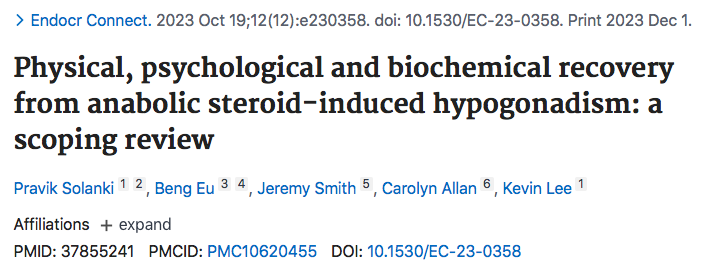 > Endocr Connect. 2023 Oct 19;12(12):e230358. doi: 10.1530/EC-23-0358. Print 2023 Dec 1.
Physical, psychological and biochemical recovery
from anabolic steroid-induced hypogonadism: a
scoping review
Pravik Solanki 1 2, Beng Eu 3 4, Jeremy Smith 5, Carolyn Allan 6, Kevin Lee 1
Affiliations + expand
PMID: 37855241 PMCID: PMC10620455 DOI: 10.1530/EC-23-0358